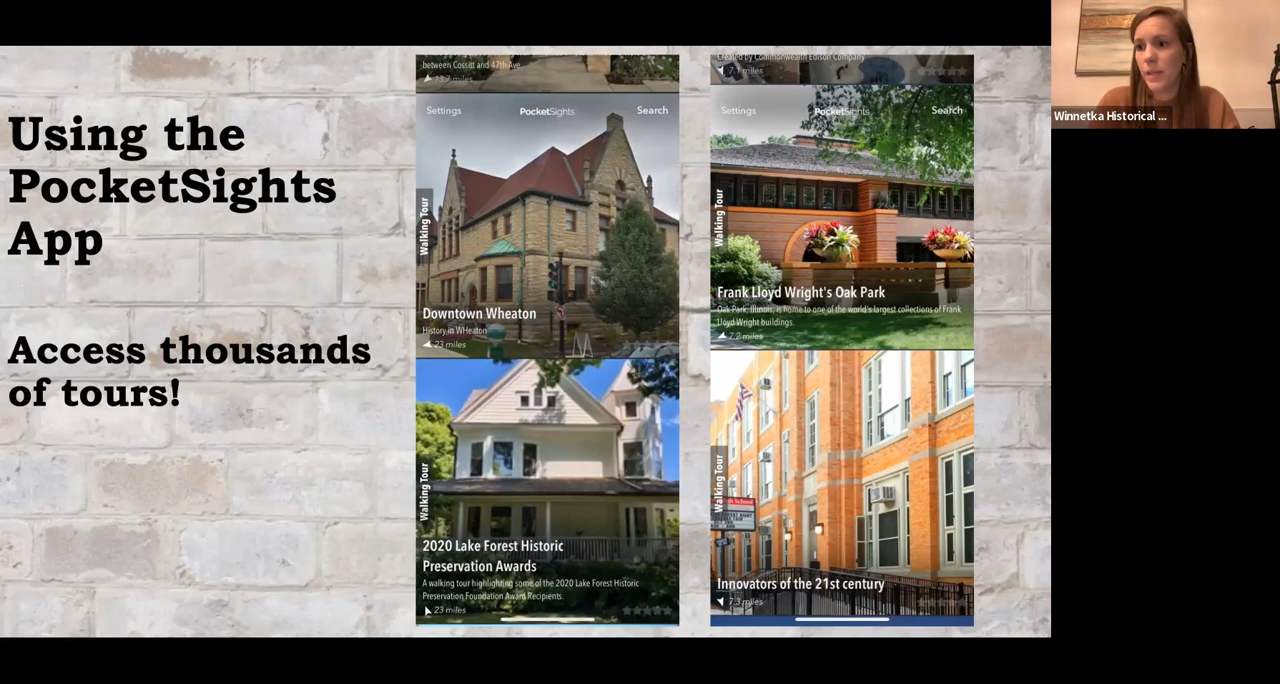 Using the
PocketSights
App
Access thousands
of tours!
between Cossitt and 47th Ave.
miles
Settings
PocketSights
Search
Walking Tour
Downtown Wheaton
History in WHeaton
23 miles
Walking Tour
2020 Lake Forest Historic
Preservation Awards
A walking tour highlighting some of the 2020 Lake Forest Historic
Preservation Foundation Award Recipients.
23 miles
Created by Commonwealth Edison Company
7.1 miles
Settings
PocketSights
Search
Walking Tour
Frank Lloyd Wright's Oak Park
Oak Park, Illinois, is home to one of the world's largest collections of Frank
Lloyd Wright buildings.
7.2 miles
Walking Tour
Innovators of the 21st century
7.3 miles
Winnetka Historical ...